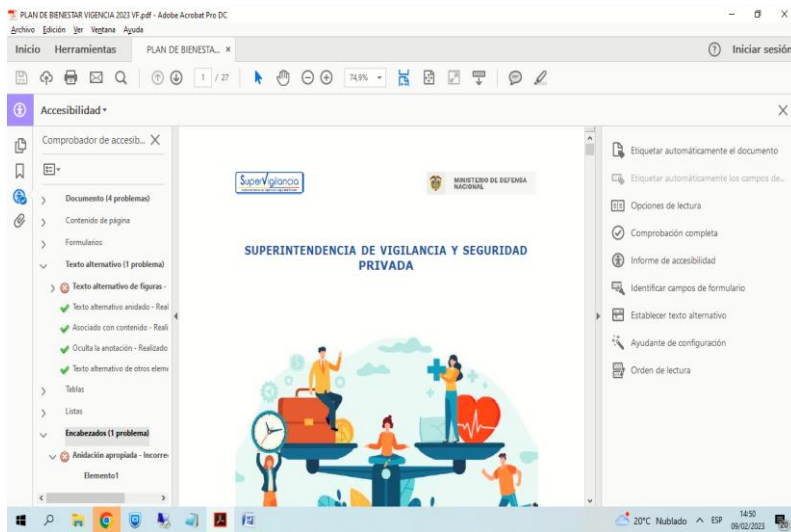 PLAN DE BIENESTAR VIGENCIA 2023 VF.pdf - Adobe Acrobat Pro DC
Archivo Edición Ver Ventana Ayuda
Inicio Herramientas PLAN DE BIENESTA... × Iniciar sesión
1 / 27 74,9%
Accesibilidad
Comprobador de accesib...
Documento (4 problemas)
Contenido de página
Formularios
Texto alternativo (1 problema)
Texto alternativo de figuras -
Texto alternativo anidado - Real
Asociado con contenido - Reali
Oculta la anotación - Realizado
Texto alternativo de otros eleme
Tablas
Listas
Encabezados (1 problema)
Anidación apropiada - Incorre
Elemento1
SuperVigilancia
MINISTERIO DE DEFENSA
NACIONAL
SUPERINTENDENCIA DE VIGILANCIA Y SEGURIDAD
PRIVADA
Etiquetar automáticamente el documento
Etiquetar automáticamente los campos de...
Opciones de lectura
Comprobación completa
Informe de accesibilidad
Identificar campos de formulario
Establecer texto alternativo
Ayudante de configuración
Orden de lectura
20°C Nublado ESP 14:50
09/02/2023